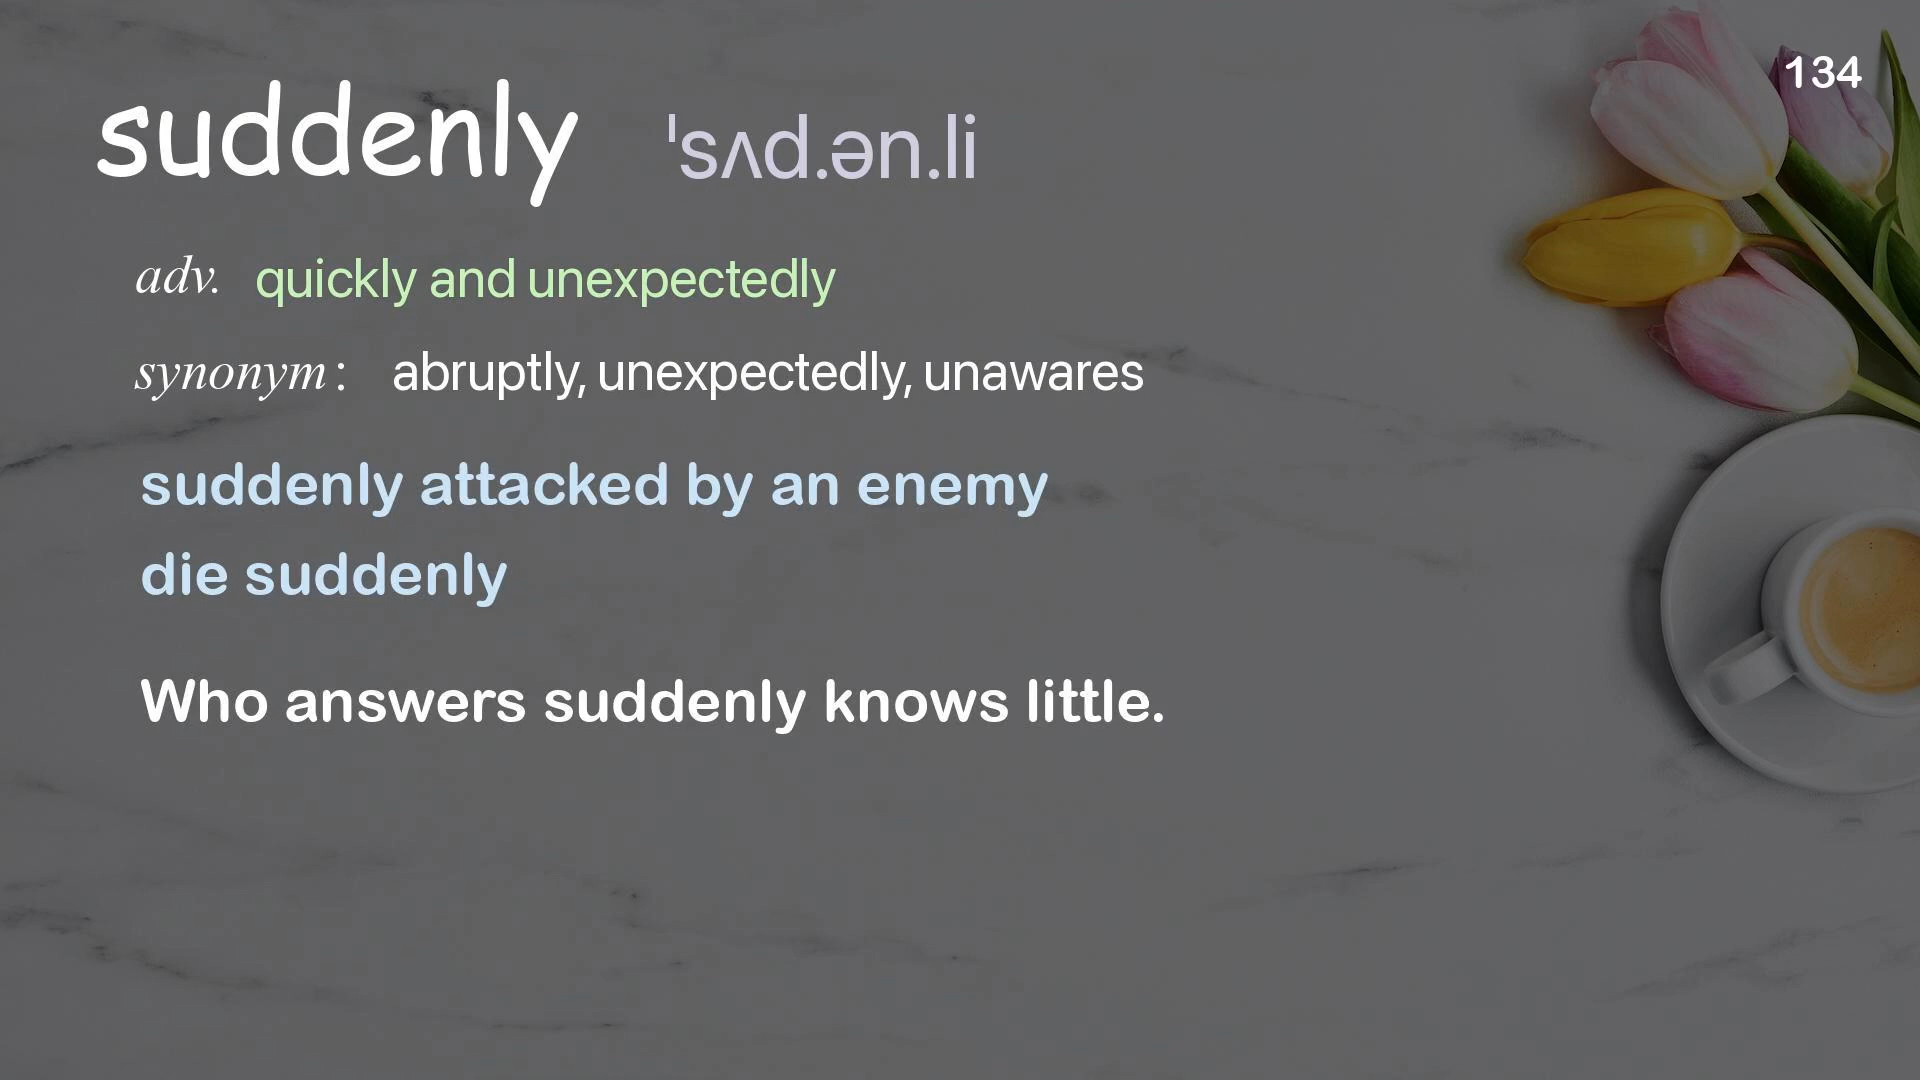 134
suddenly ˈsʌd.ən.li
adv. quickly and unexpectedly
synonym : abruptly, unexpectedly, unawares
suddenly attacked by an enemy
die suddenly
Who answers suddenly knows little.